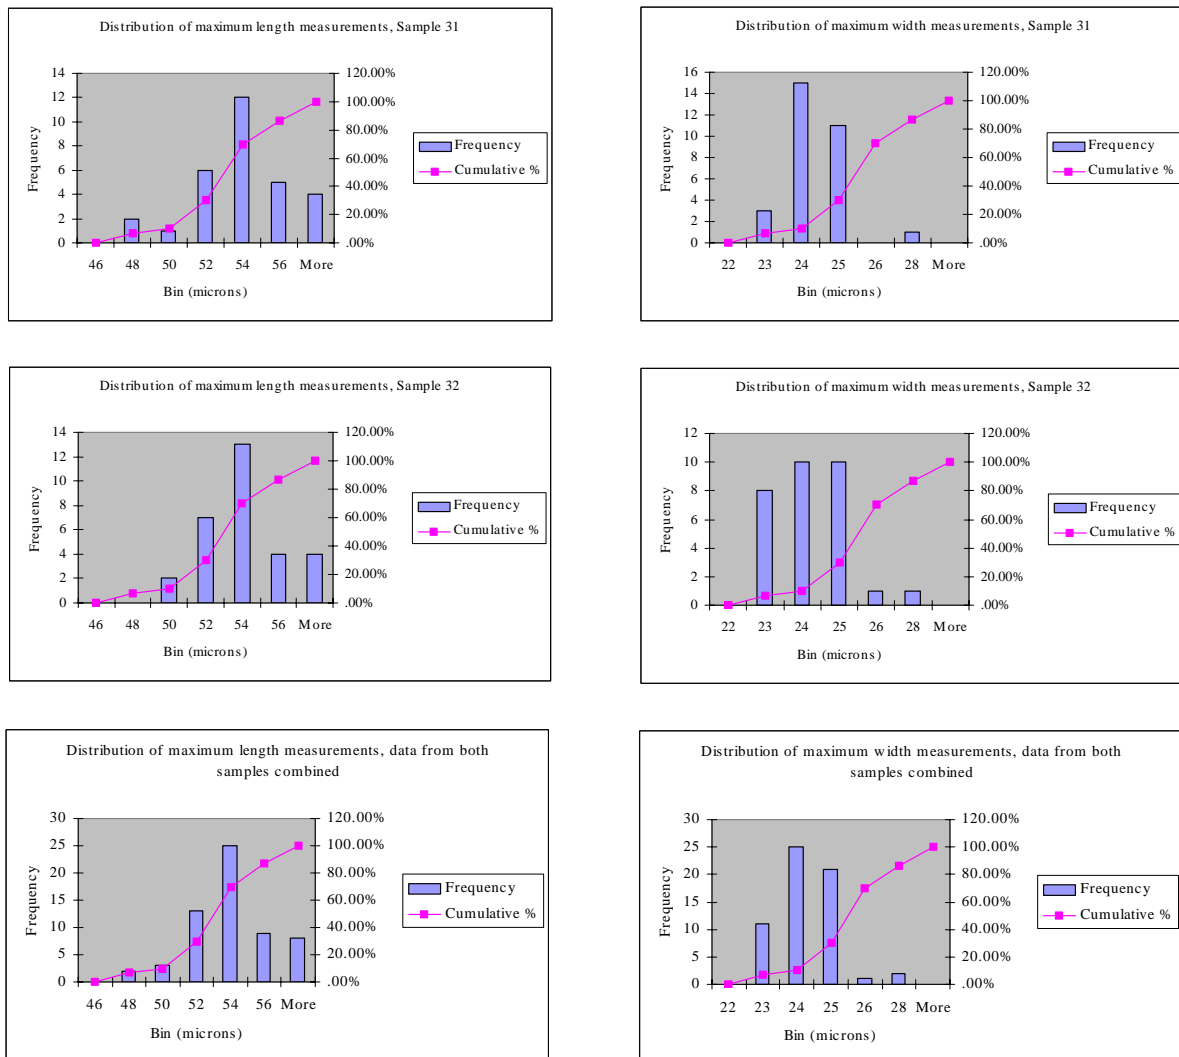 Distribution of maximum length measurements, Sample 31
14
12
10
8
6
4
2
0
120.00%
100.00%
80.00%
60.00%
40.00%
20.00%
.00%
46 48 50 52 54 56 More
Bin (microns)
Frequency
Frequency
Cumulative %
Distribution of maximum width measurements, Sample 31
16
14
12
10
8
6
4
2
0
120.00%
100.00%
80.00%
60.00%
40.00%
20.00%
.00%
22 23 24 25 26 28 More
Bin (microns)
Frequency
Frequency
Cumulative %
Distribution of maximum length measurements, Sample 32
14
12
10
8
6
4
2
0
120.00%
100.00%
80.00%
60.00%
40.00%
20.00%
.00%
46 48 50 52 54 56 More
Bin (microns)
Frequency
Frequency
Cumulative %
Distribution of maximum width measurements, Sample 32
12
10
8
6
4
2
0
120.00%
100.00%
80.00%
60.00%
40.00%
20.00%
.00%
22 23 24 25 26 28 More
Bin (microns)
Frequency
Frequency
Cumulative %
Distribution of maximum length measurements, data from both
samples combined
30
25
20
15
10
5
0
120.00%
100.00%
80.00%
60.00%
40.00%
20.00%
.00%
46 48 50 52 54 56 More
Bin (microns)
Frequency
Frequency
Cumulative %
Distribution of maximum width measurements, data from both
samples combined
30
25
20
15
10
5
0
120.00%
100.00%
80.00%
60.00%
40.00%
20.00%
.00%
22 23 24 25 26 28 More
Bin (microns)
Frequency
Frequency
Cumulative %